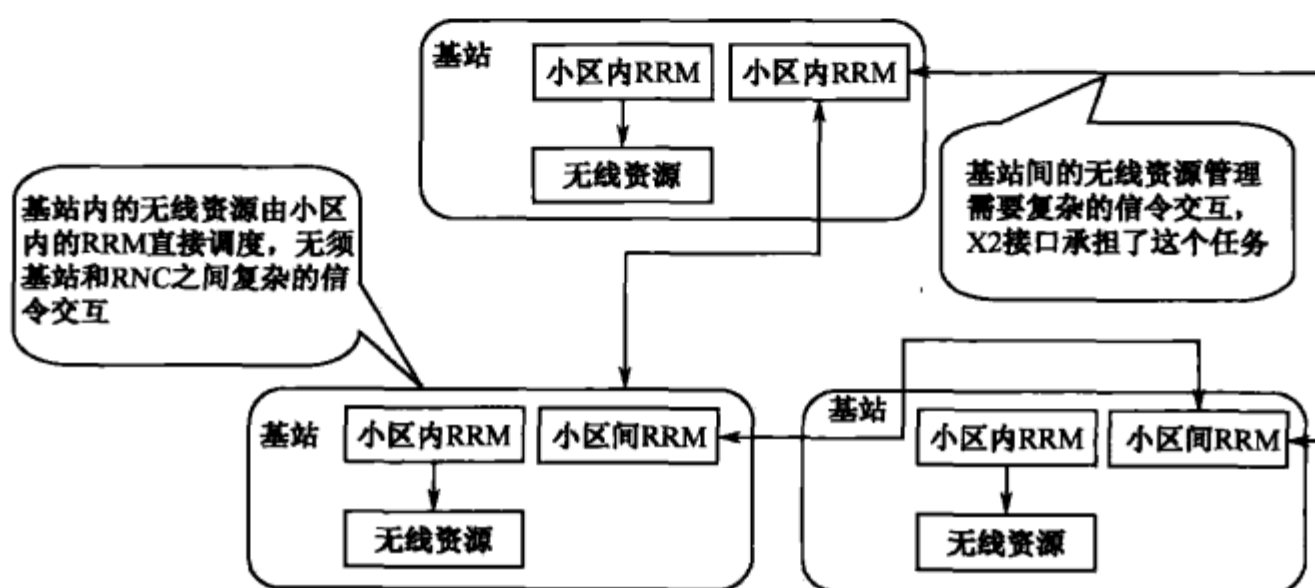 基站
小区内RRM
小区内RRM
无线资源
基站内的无线资源由小区
内的RRM直接调度，无须
基站和RNC之间复杂的信
令交互
基站间的无线资源管理
需要复杂的信令交互，
X2接口承担了这个任务
基站
小区内RRM
小区间RRM
无线资源
基站
小区内RRM
小区间RRM
无线资源